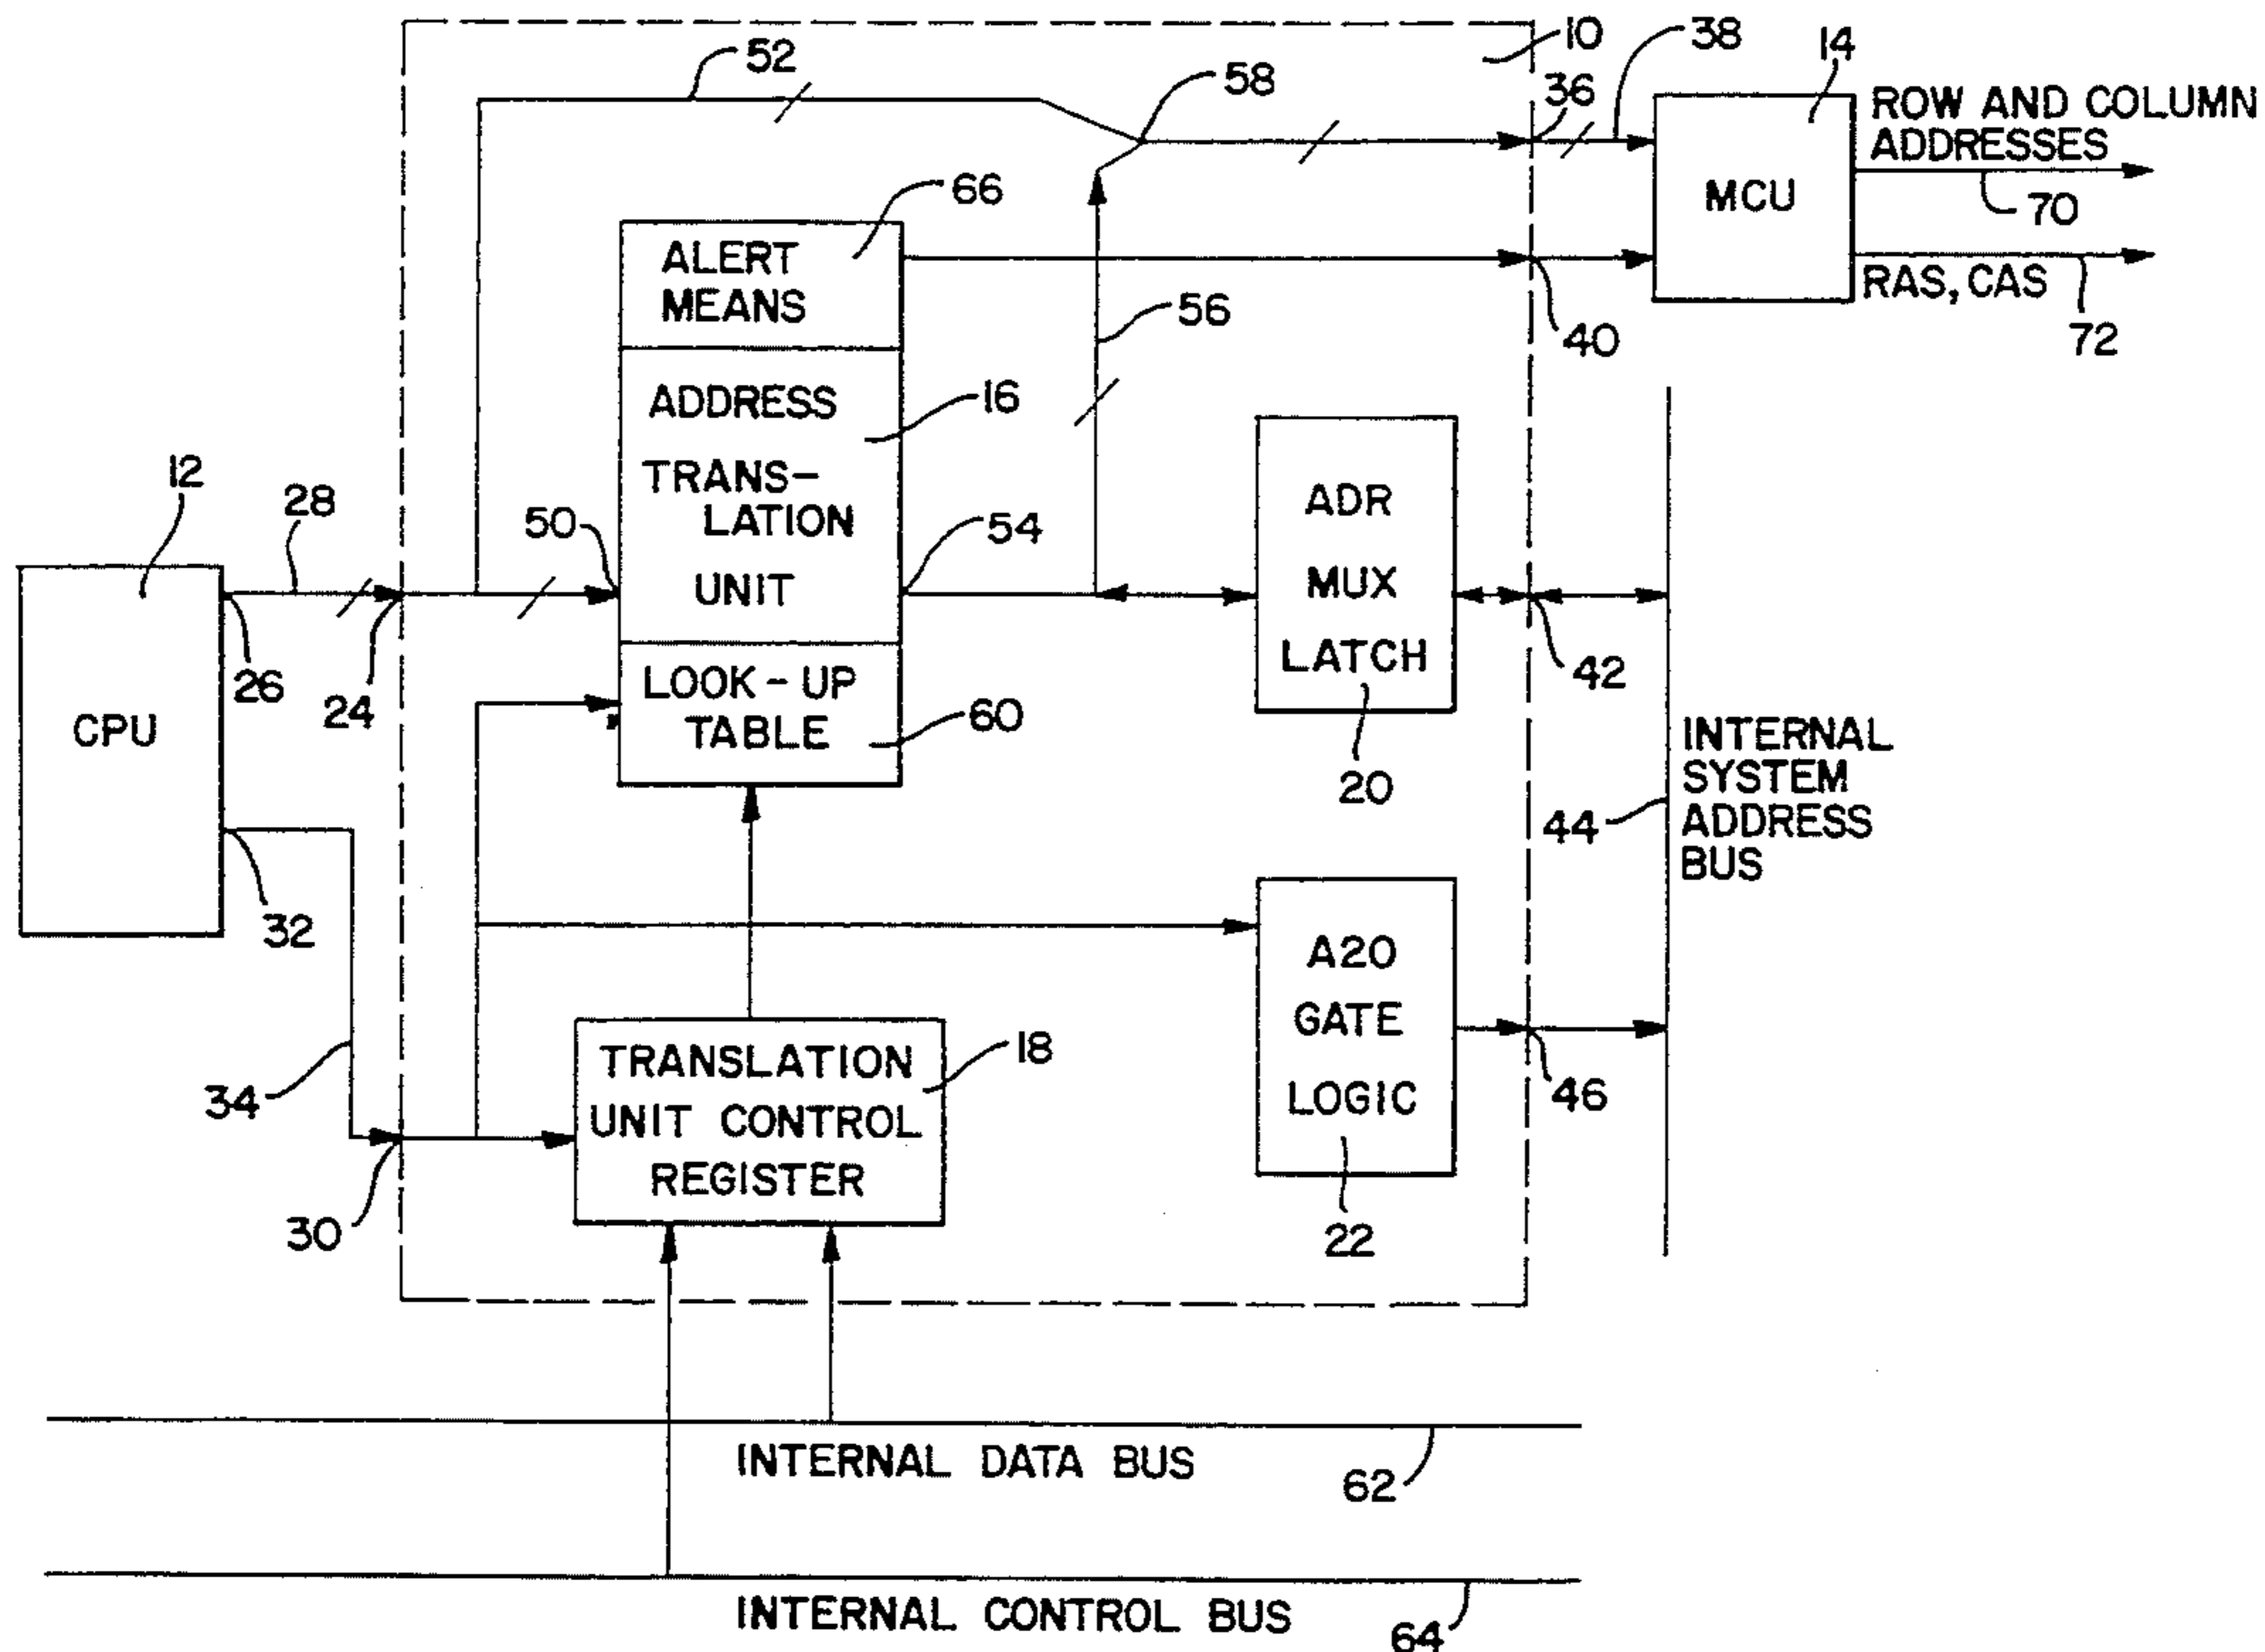 10
38
14
52
58
36
ROW AND COLUMN
ADDRESSES
MCU
70
66
ALERT
MEANS
RAS, CAS
56
40
72
ADDRESS
16
TRANS-
LATION
UNIT
12
28
50
54
ADR
MUX
LATCH
26
24
42
CPU
LOOK-UP
TABLE
60
20
INTERNAL
SYSTEM
ADDRESS
BUS
44
32
A20
GATE
LOGIC
34
TRANSLATION
UNIT CONTROL
REGISTER
18
46
30
22
INTERNAL DATA BUS
62
INTERNAL CONTROL BUS
64